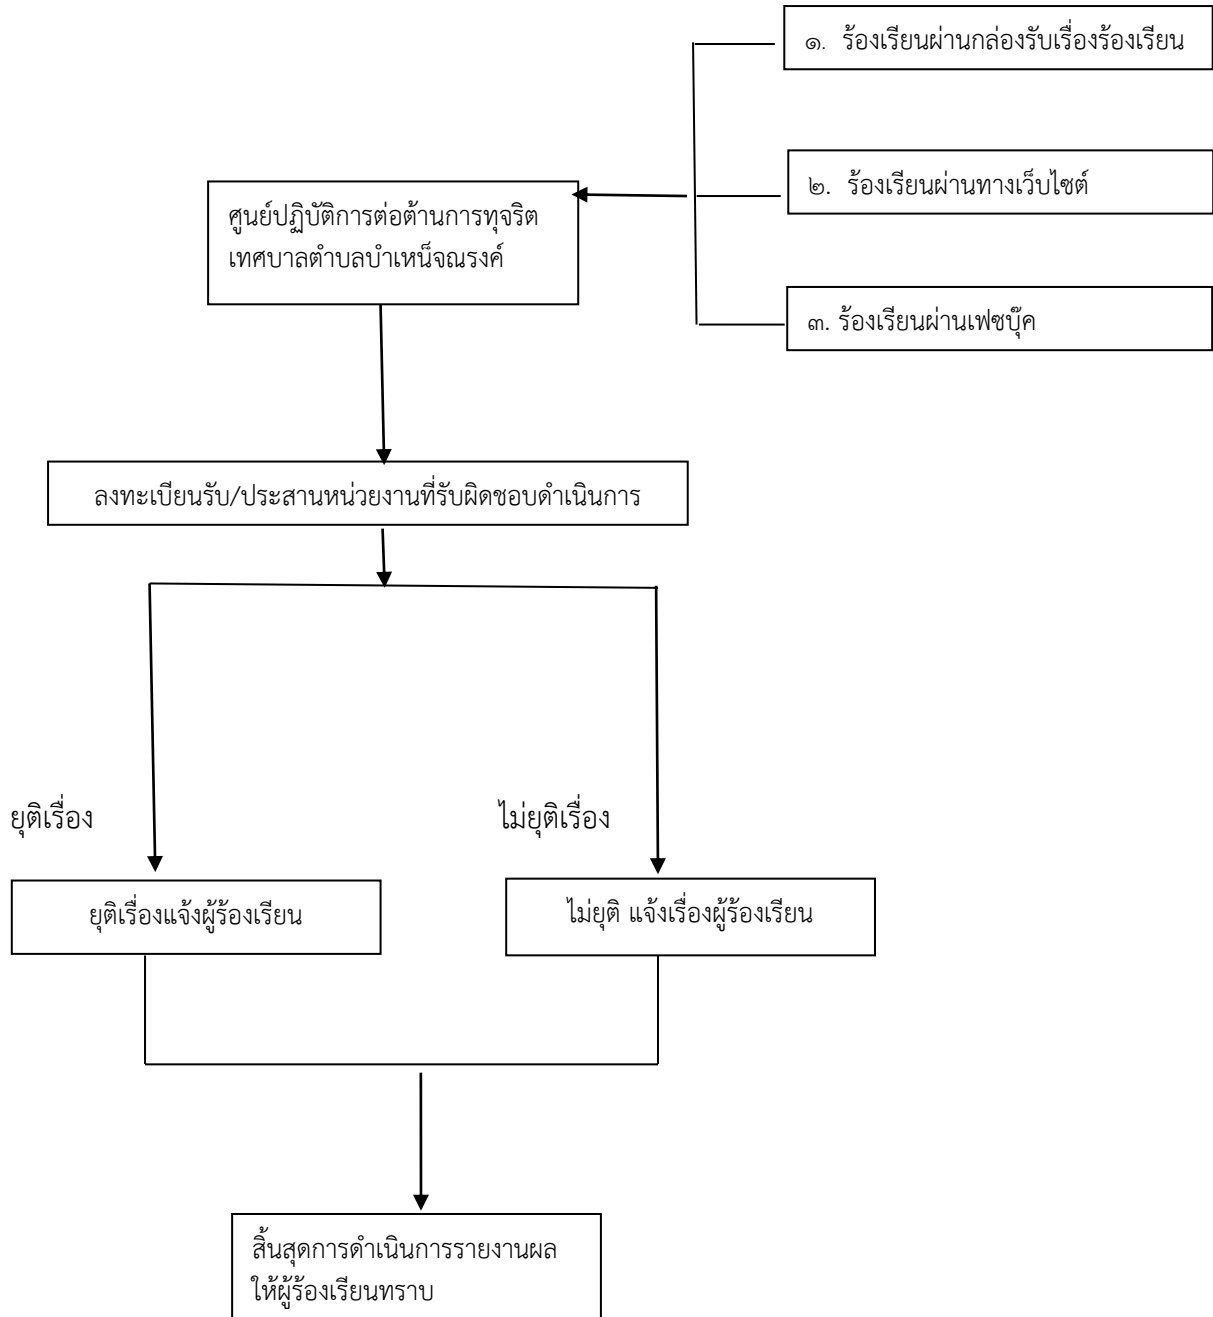 ๑. ร้องเรียนผ่านกล่องรับเรื่องร้องเรียน
๒. ร้องเรียนผ่านทางเว็บไซต์
ศูนย์ปฏิบัติการต่อต้านการทุจริต
เทศบาลตำบลบำเหน็จณรงค์
๓. ร้องเรียนผ่านเฟซบุ๊ค
ลงทะเบียนรับ/ประสานหน่วยงานที่รับผิดชอบดำเนินการ
ยุติเรื่อง
ไม่ยุติเรื่อง
ยุติเรื่องแจ้งผู้ร้องเรียน
ไม่ยุติ แจ้งเรื่องผู้ร้องเรียน
สิ้นสุดการดำเนินการรายงานผล
ให้ผู้ร้องเรียนทราบ